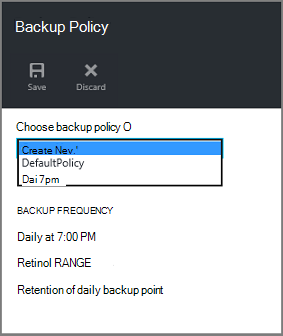 Backup Policy
Save Discard
Choose backup policy O
Create Nev.'
DefaultPolicy
Dai 7pm
BACKUP FREQUENCY
Daily at 7:00 PM
Retinol RANGE
Retention of daily backup point